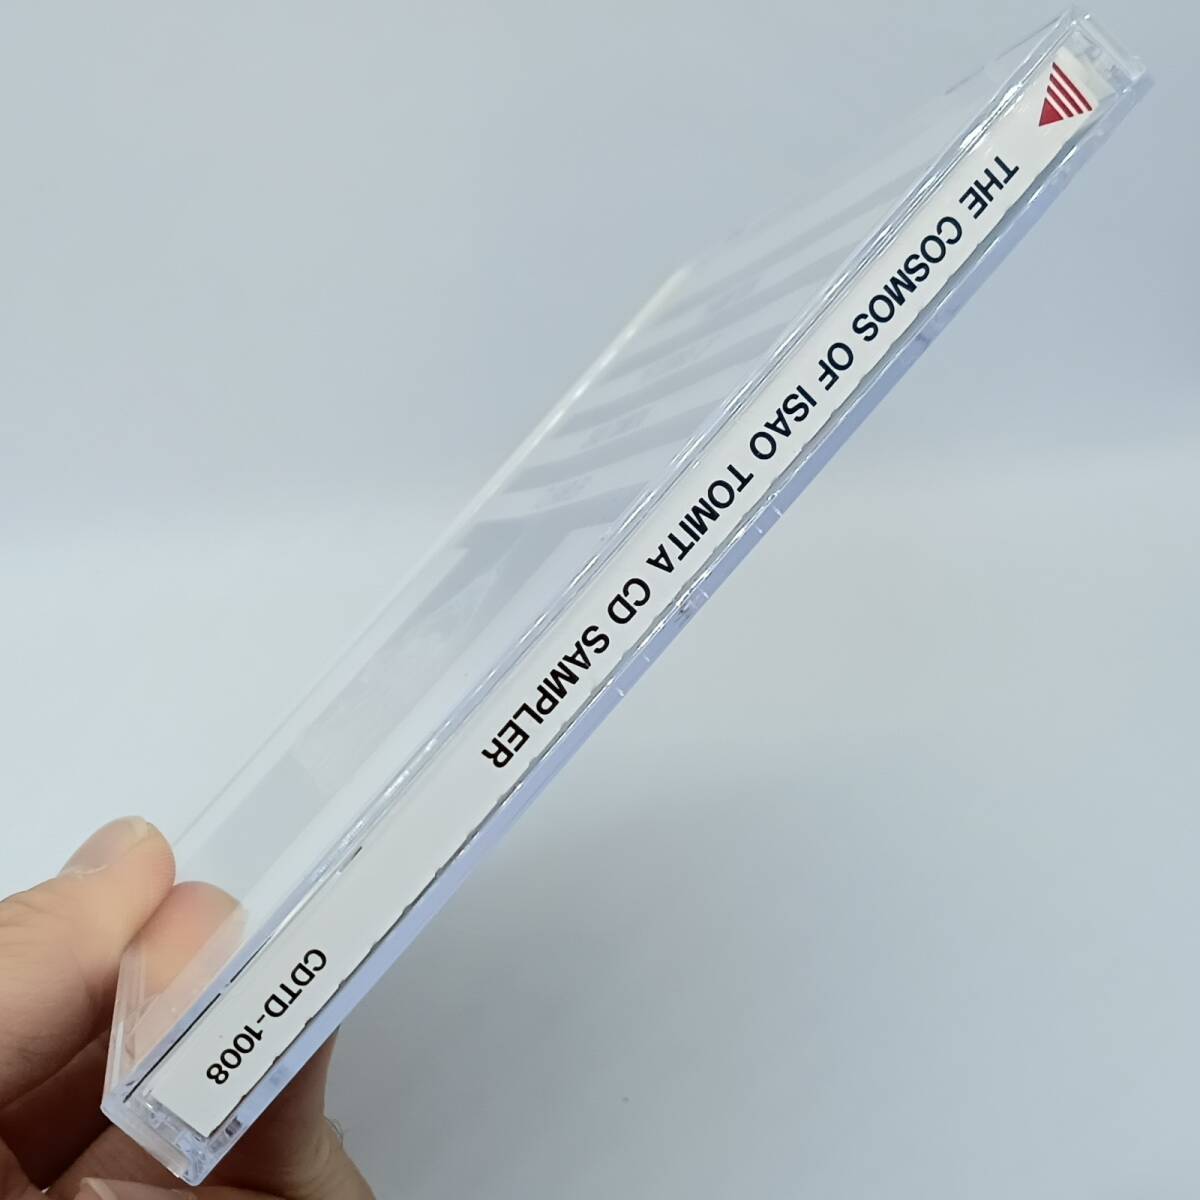 THE COSMOS OF ISAO TOMITA CD SAMPLER
CDTD-1008